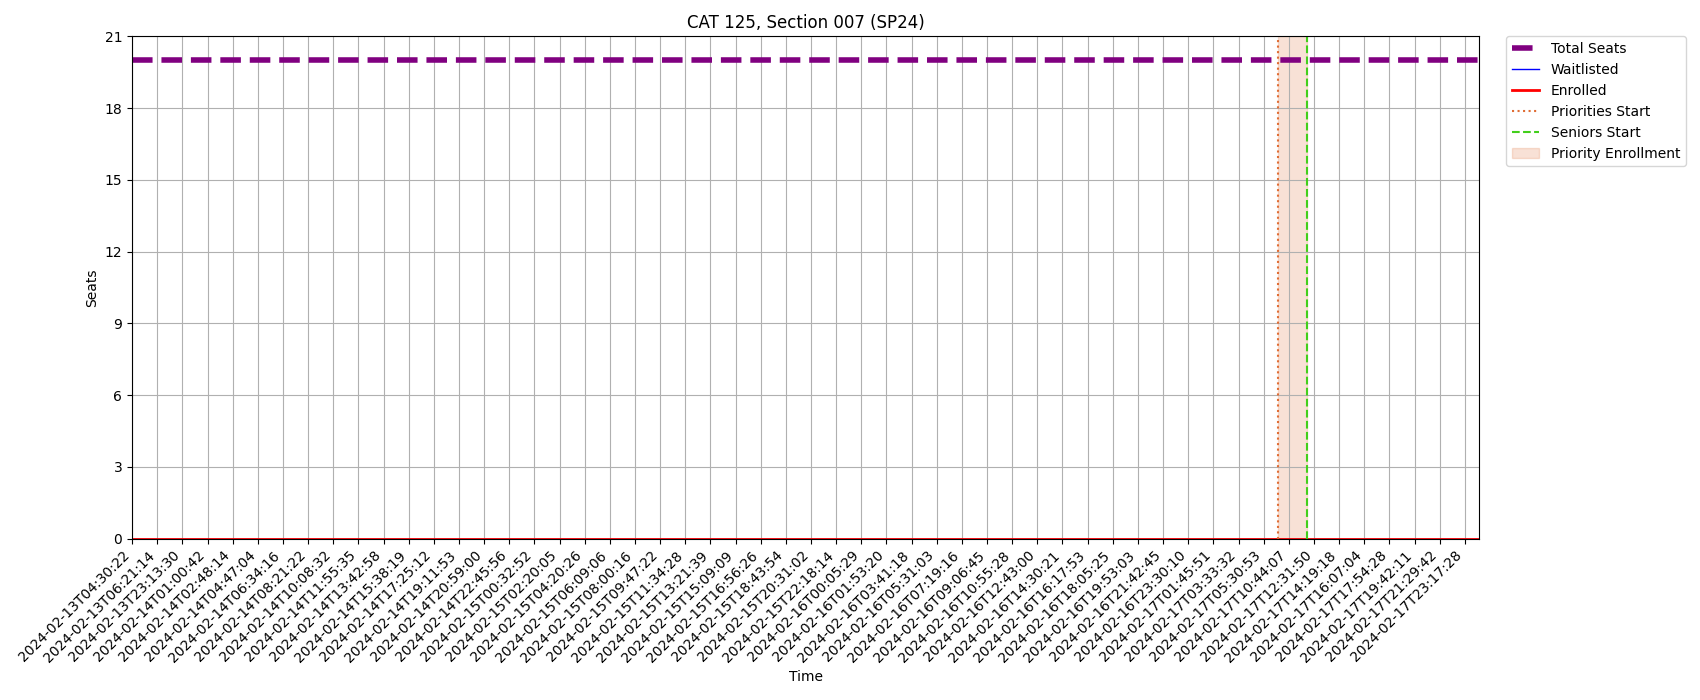 CAT 125, Section 007 (SP24)
Total Seats
Waitlisted
Enrolled
Priorities Start
Seniors Start
Priority Enrollment
Seats
21
18
15
12
9
6
3
0
2024-02-13T04:30:22
2024-02-13T06:21:14
2024-02-13T23:13:30
2024-02-14T01:00:42
2024-02-14T02:48:14
2024-02-14T04:47:04
2024-02-14T06:34:16
2024-02-14T08:21:22
2024-02-14T10:08:32
2024-02-14T11:55:35
2024-02-14T13:42:58
2024-02-14T15:38:19
2024-02-14T17:25:12
2024-02-14T19:11:53
2024-02-14T20:59:00
2024-02-14T22:45:56
2024-02-15T00:32:52
2024-02-15T02:20:05
2024-02-15T04:20:26
2024-02-15T06:09:06
2024-02-15T08:00:16
2024-02-15T09:47:22
2024-02-15T11:34:28
2024-02-15T13:21:39
2024-02-15T15:09:09
2024-02-15T16:56:26
2024-02-15T18:43:54
2024-02-15T20:31:02
2024-02-15T22:18:14
2024-02-16T00:05:29
2024-02-16T01:53:20
2024-02-16T03:41:18
2024-02-16T05:31:03
2024-02-16T07:19:16
2024-02-16T09:06:45
2024-02-16T10:55:28
2024-02-16T12:43:00
2024-02-16T14:30:21
2024-02-16T16:17:53
2024-02-16T18:05:25
2024-02-16T19:53:03
2024-02-16T21:42:45
2024-02-16T23:30:10
2024-02-17T01:45:51
2024-02-17T03:33:32
2024-02-17T05:30:53
2024-02-17T10:44:07
2024-02-17T12:31:50
2024-02-17T14:19:18
2024-02-17T16:07:04
2024-02-17T17:54:28
2024-02-17T19:42:11
2024-02-17T21:29:42
2024-02-17T23:17:28
Time